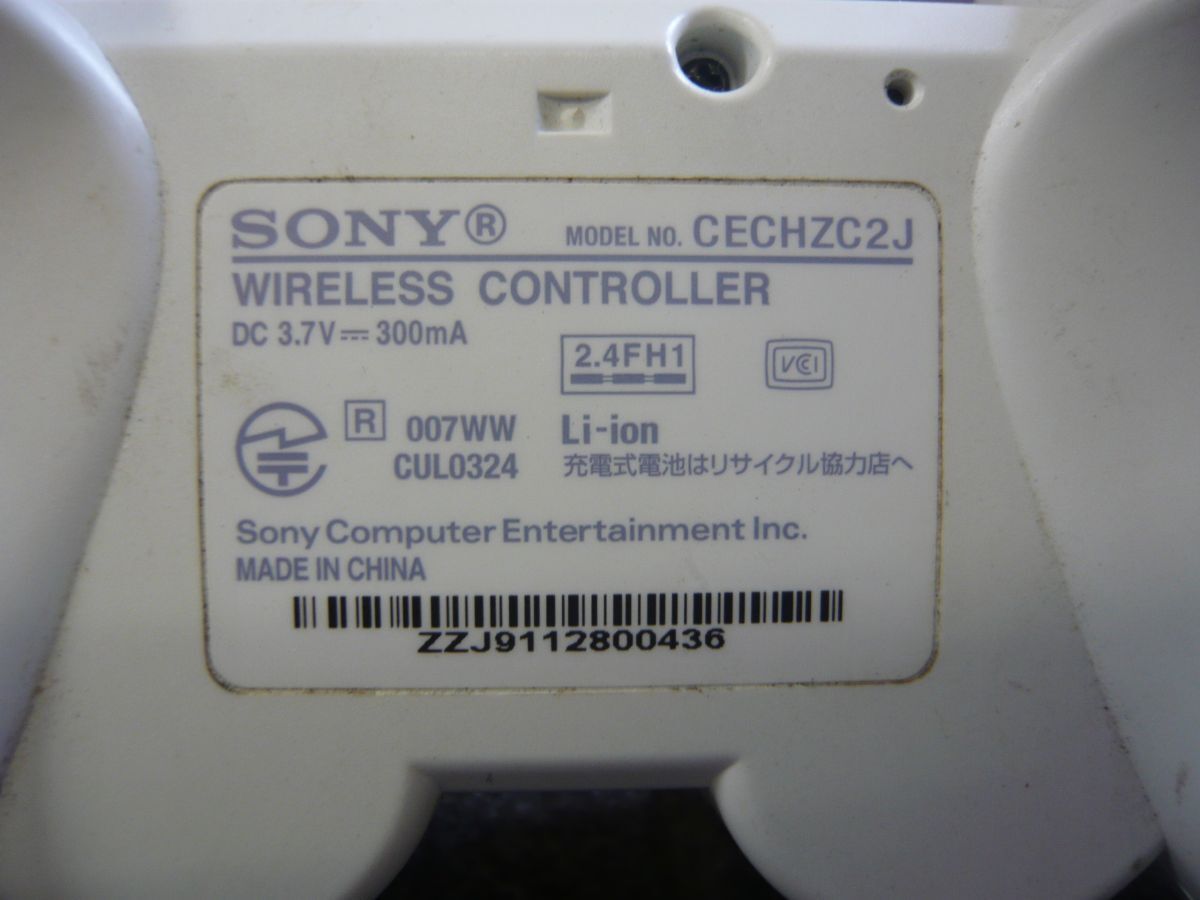 SONY®
MODEL NO. CECHZC2J
WIRELESS CONTROLLER
DC 3.7V⎓300mA
2.4FH1
VCCI
R 007WW
CUL0324
Li-ion
充電式電池はリサイクル協力店へ
Sony Computer Entertainment Inc.
MADE IN CHINA
ZZJ9112800436